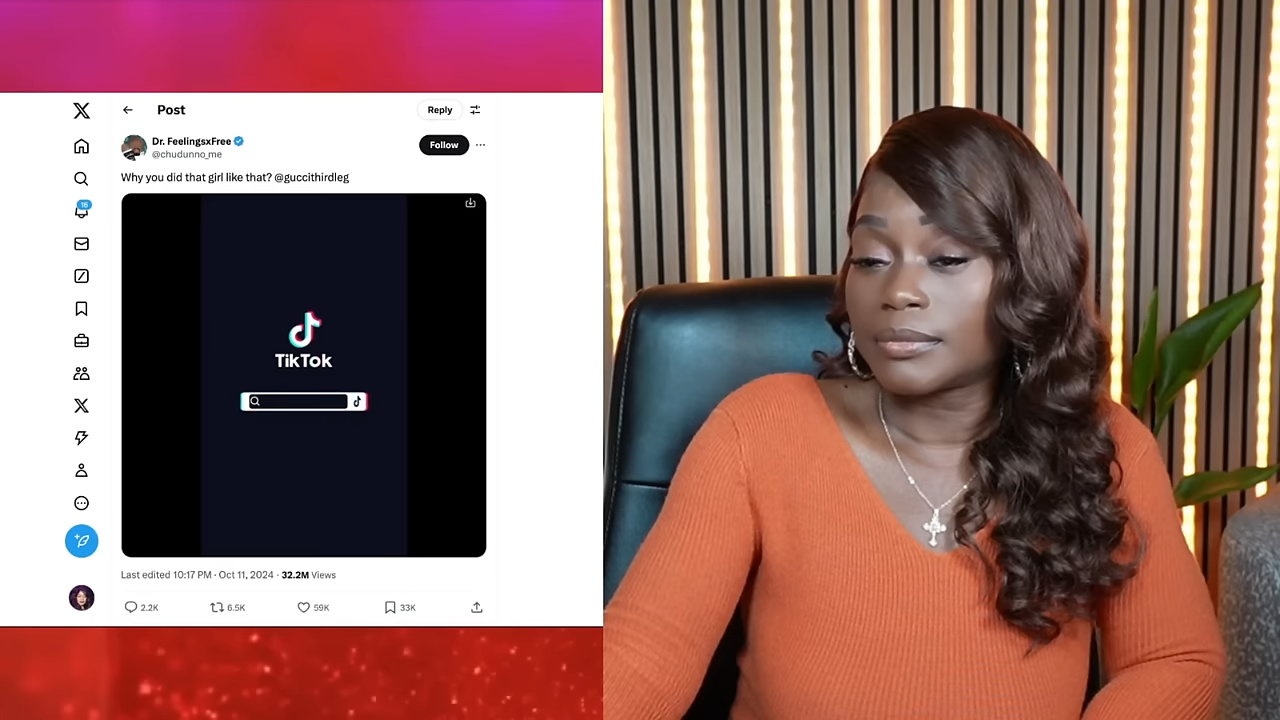 Post
Reply
Dr. FeelingsxFree
Follow
@chudunno_me
Why you did that girl like that? @guccithirdleg
TikTok
Last edited 10:17 PM · Oct 11, 2024 · 32.2M Views
2.2K 6.5K 59K 33K
16